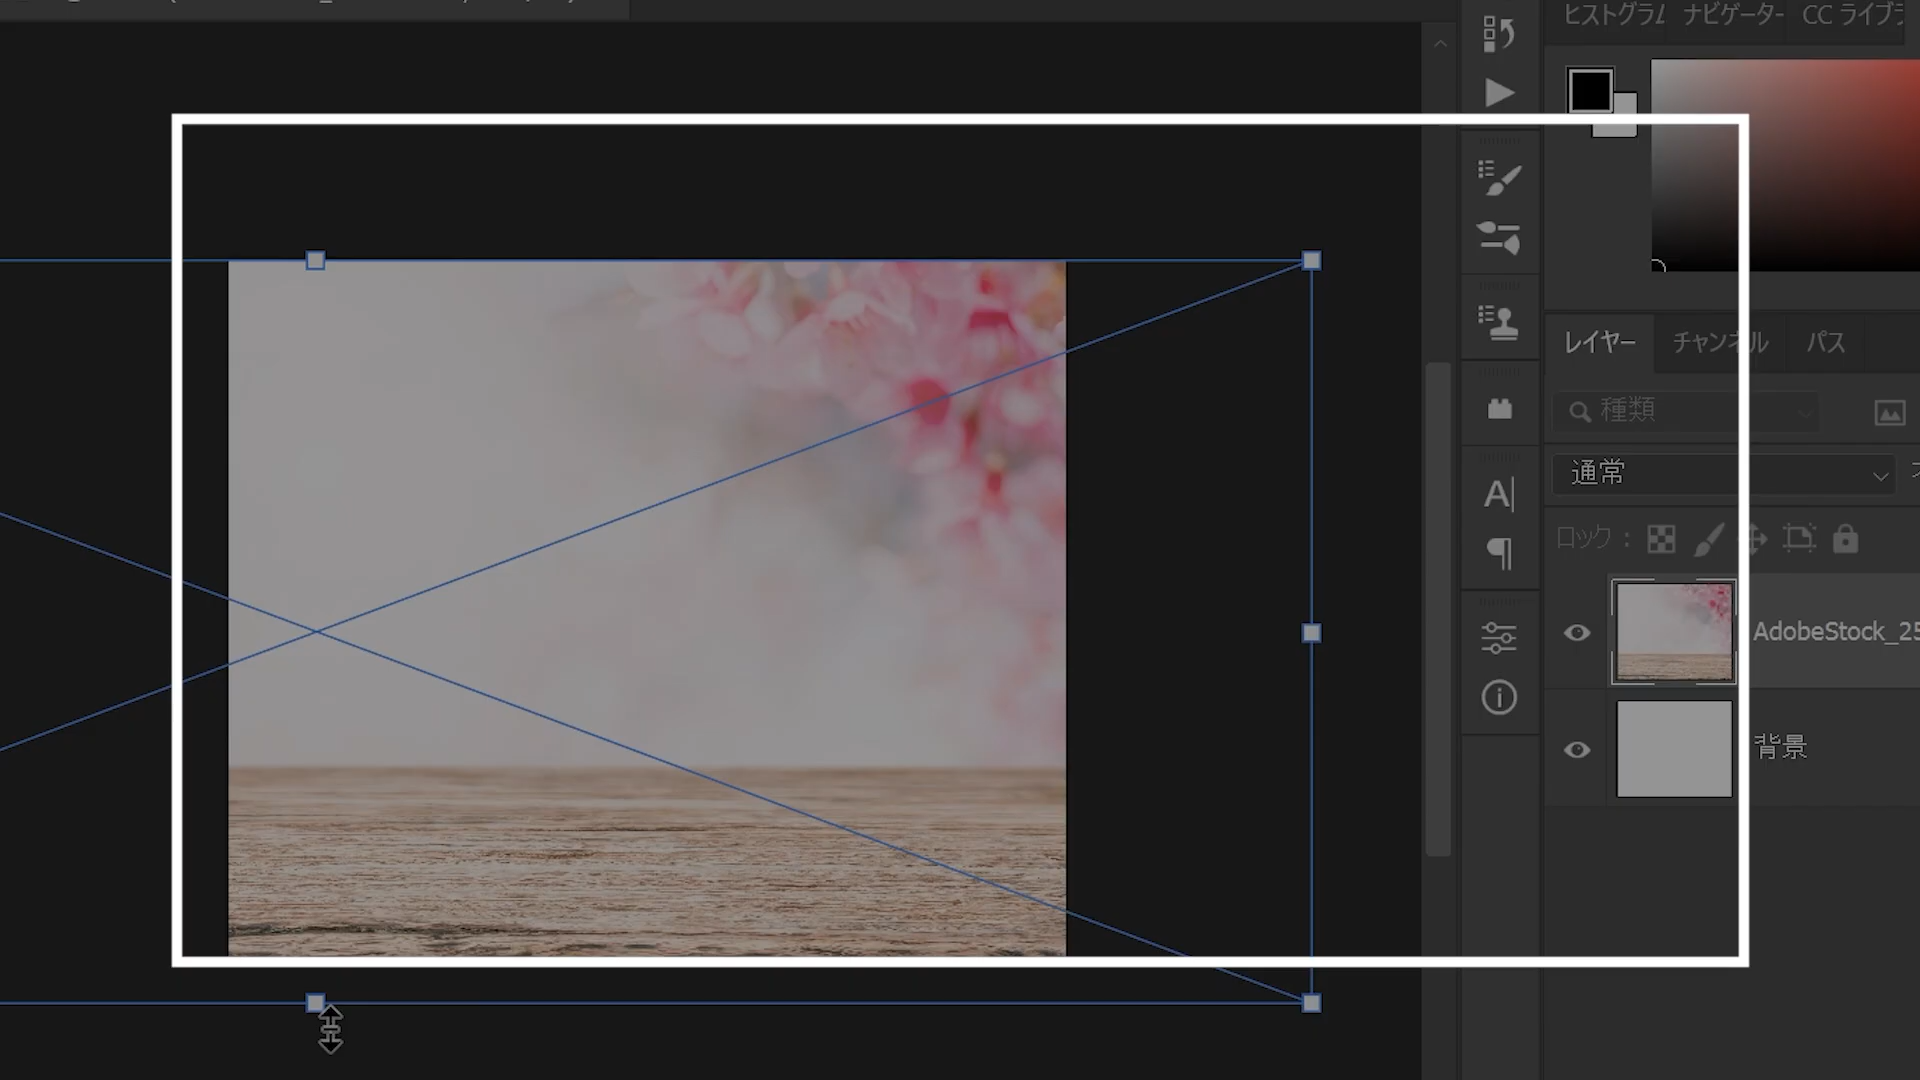 ヒストグラム ナビゲーター CC ライブラ
レイヤー チャンネル パス
種類
通常
ロック：
AdobeStock_25
背景